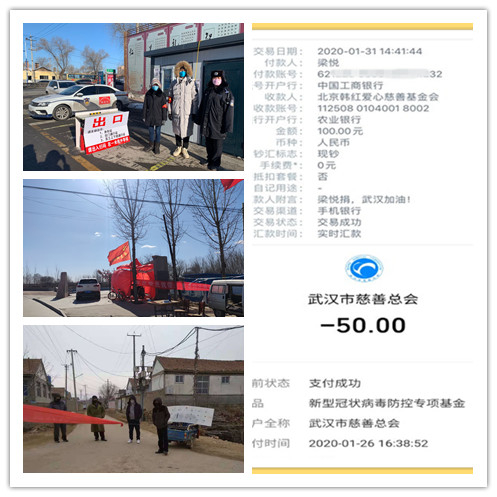 出口
交易日期： 2020-01-31 14:41:44
付款人： 梁悦
付款账号： 62 32
号开户行： 中国工商银行
收款人： 北京韩红爱心慈善基金会
收款账号： 112508 01040018002
行开户行： 农业银行
金额： 100.00元
币种： 人民币
钞汇标志： 现钞
手续费*： 0元
抵扣套餐： 否
自记用途： -
款人附言： 梁悦捐，武汉加油！
交易渠道： 手机银行
交易状态： 交易成功
汇款时间： 实时汇款
武汉市慈善总会
-50.00
前状态 支付成功
品 新型冠状病毒防控专项基金
户全称 武汉市慈善总会
付时间 2020-01-26 16:38:52